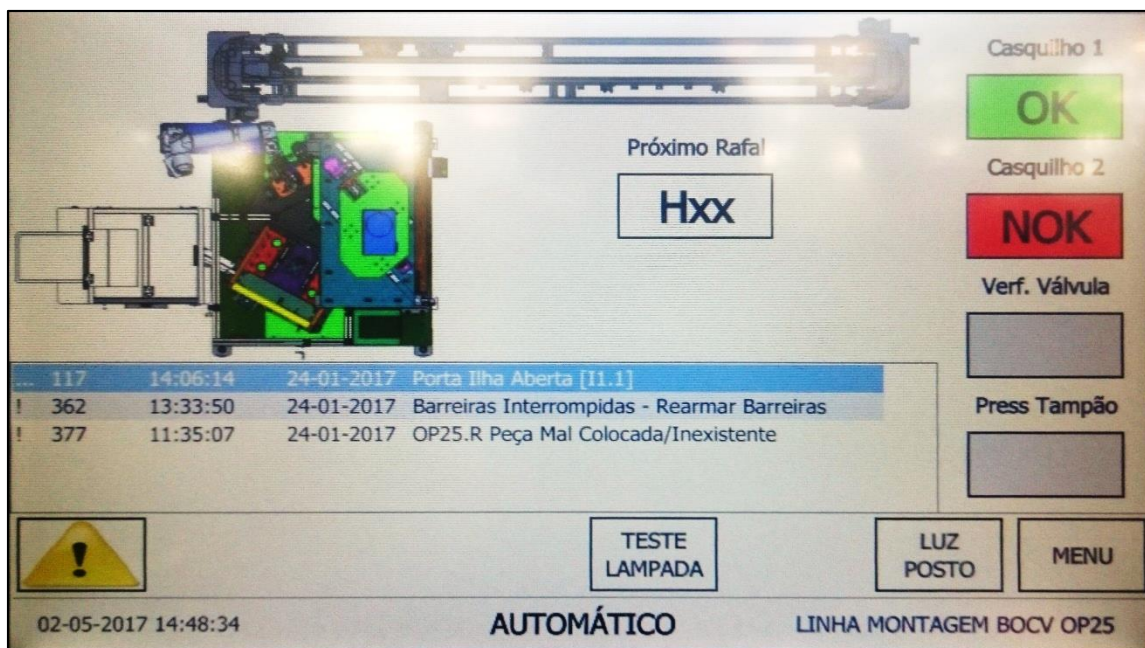 Casquilho 1
OK
Próximo Rafal
Casquilho 2
Hxx
NOK
Verf. Válvula
... 117 14:06:14 24-01-2017 Porta Ilha Aberta [I1.1]
! 362 13:33:50 24-01-2017 Barreiras Interrompidas - Rearmar Barreiras
Press Tampão
! 377 11:35:07 24-01-2017 OP25.R Peça Mal Colocada/Inexistente
!
TESTE
LAMPADA
LUZ
POSTO
MENU
02-05-2017 14:48:34
AUTOMÁTICO
LINHA MONTAGEM BOCV OP25